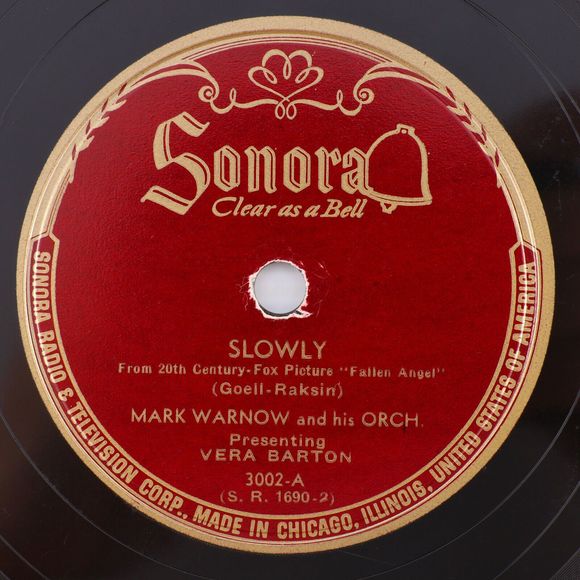 Sonora
Clear as a Bell
SLOWLY
From 20th Century-Fox Picture "Fallen Angel"
(Goell-Raksin)
MARK WARNOW and his ORCH.
Presenting
VERA BARTON
3002-A
(S. R. 1690-2)
SONORA RADIO & TELEVISION CORP., MADE IN CHICAGO, ILLINOIS, UNITED STATES OF AMERICA